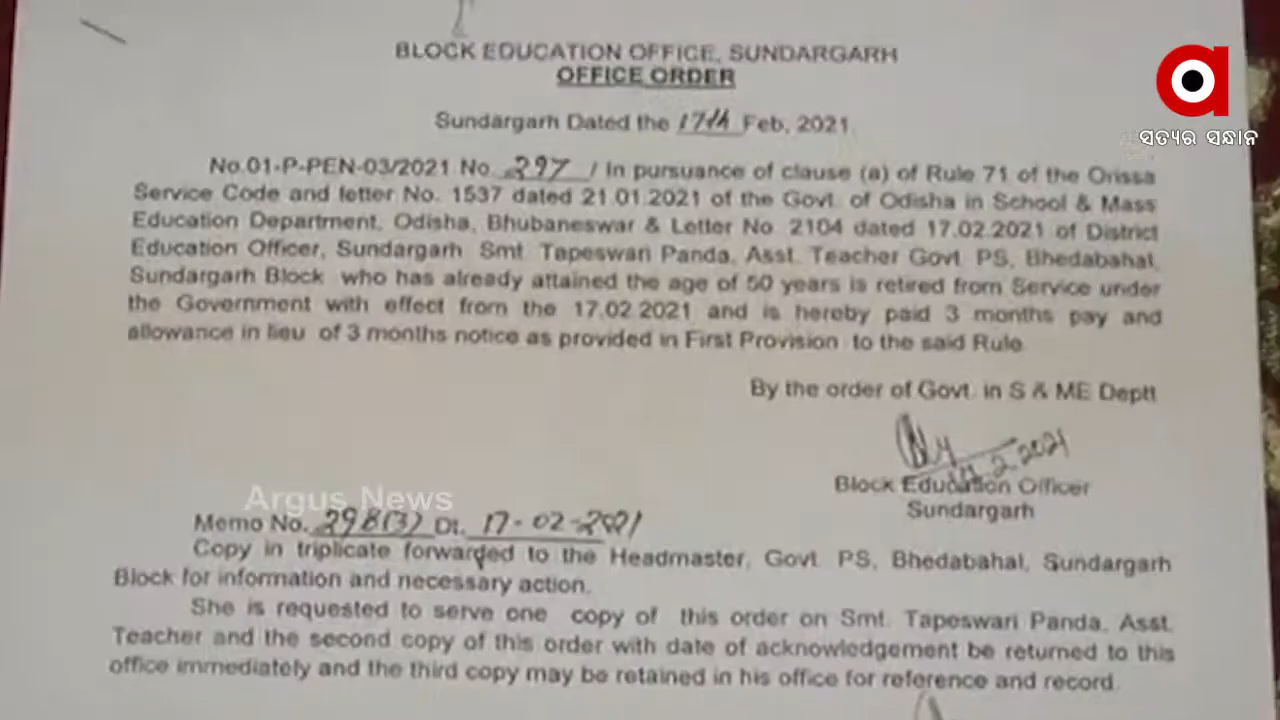 BLOCK EDUCATION OFFICE, SUNDARGARH
OFFICE ORDER
Sundargarh Dated the 17th Feb, 2021.
ସତ୍ୟର ସନ୍ଧାନ
No.01-P-PEN-03/2021 No. 297 / In pursuance of clause (a) of Rule 71 of the Orissa
Service Code and letter No. 1537 dated 21.01.2021 of the Govt. of Odisha in School & Mass
Education Department, Odisha, Bhubaneswar & Letter No. 2104 dated 17.02.2021 of District
Education Officer, Sundargarh Smt. Tapeswari Panda, Asst. Teacher Govt. PS, Bhedabahal,
Sundargarh Block who has already attained the age of 50 years is retired from Service under
the Government with effect from the 17.02.2021 and is hereby paid 3 months pay and
allowance in lieu of 3 months notice as provided in First Provision to the said Rule.
By the order of Govt. in S & ME Deptt
2.2021
Block Education Officer
Sundargarh
Argus News
Memo No. 298(3) Dt. 17-02-2021
Copy in triplicate forwarded to the Headmaster, Govt. PS, Bhedabahal, Sundargarh
Block for information and necessary action.
She is requested to serve one copy of this order on Smt. Tapeswari Panda, Asst.
Teacher and the second copy of this order with date of acknowledgement be returned to this
office immediately and the third copy may be retained in his office for reference and record.